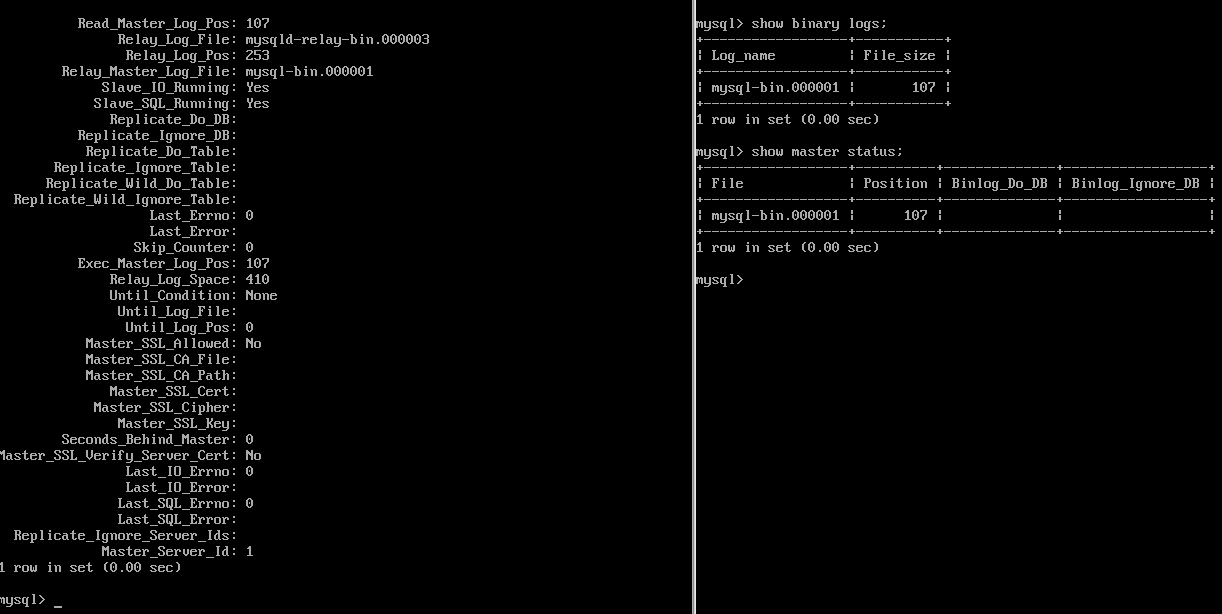 Read_Master_Log_Pos: 107
Relay_Log_File: mysqld-relay-bin.000003
Relay_Log_Pos: 253
Relay_Master_Log_File: mysql-bin.000001
Slave_IO_Running: Yes
Slave_SQL_Running: Yes
Replicate_Do_DB:
Replicate_Ignore_DB:
Replicate_Do_Table:
Replicate_Ignore_Table:
Replicate_Wild_Do_Table:
Replicate_Wild_Ignore_Table:
Last_Errno: 0
Last_Error:
Skip_Counter: 0
Exec_Master_Log_Pos: 107
Relay_Log_Space: 410
Until_Condition: None
Until_Log_File:
Until_Log_Pos: 0
Master_SSL_Allowed: No
Master_SSL_CA_File:
Master_SSL_CA_Path:
Master_SSL_Cert:
Master_SSL_Cipher:
Master_SSL_Key:
Seconds_Behind_Master: 0
Master_SSL_Verify_Server_Cert: No
Last_IO_Errno: 0
Last_IO_Error:
Last_SQL_Errno: 0
Last_SQL_Error:
Replicate_Ignore_Server_Ids:
Master_Server_Id: 1
1 row in set (0.00 sec)
mysql> _
mysql> show binary logs;
+------------------+-----------+
| Log_name | File_size |
+------------------+-----------+
| mysql-bin.000001 | 107 |
+------------------+-----------+
1 row in set (0.00 sec)
mysql> show master status;
+------------------+----------+--------------+------------------+
| File | Position | Binlog_Do_DB | Binlog_Ignore_DB |
+------------------+----------+--------------+------------------+
| mysql-bin.000001 | 107 | | |
+------------------+----------+--------------+------------------+
1 row in set (0.00 sec)
mysql>